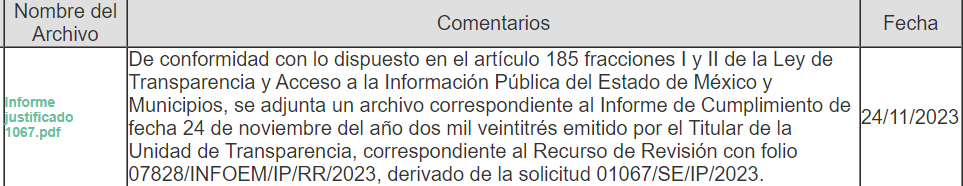 Nombre del
Archivo
Comentarios
Fecha
Informe
justificado
1067.pdf
De conformidad con lo dispuesto en el artículo 185 fracciones I y II de la Ley de
Transparencia y Acceso a la Información Pública del Estado de México y
Municipios, se adjunta un archivo correspondiente al Informe de Cumplimiento de
fecha 24 de noviembre del año dos mil veintitrés emitido por el Titular de la
Unidad de Transparencia, correspondiente al Recurso de Revisión con folio
07828/INFOEM/IP/RR/2023, derivado de la solicitud 01067/SE/IP/2023.
24/11/2023